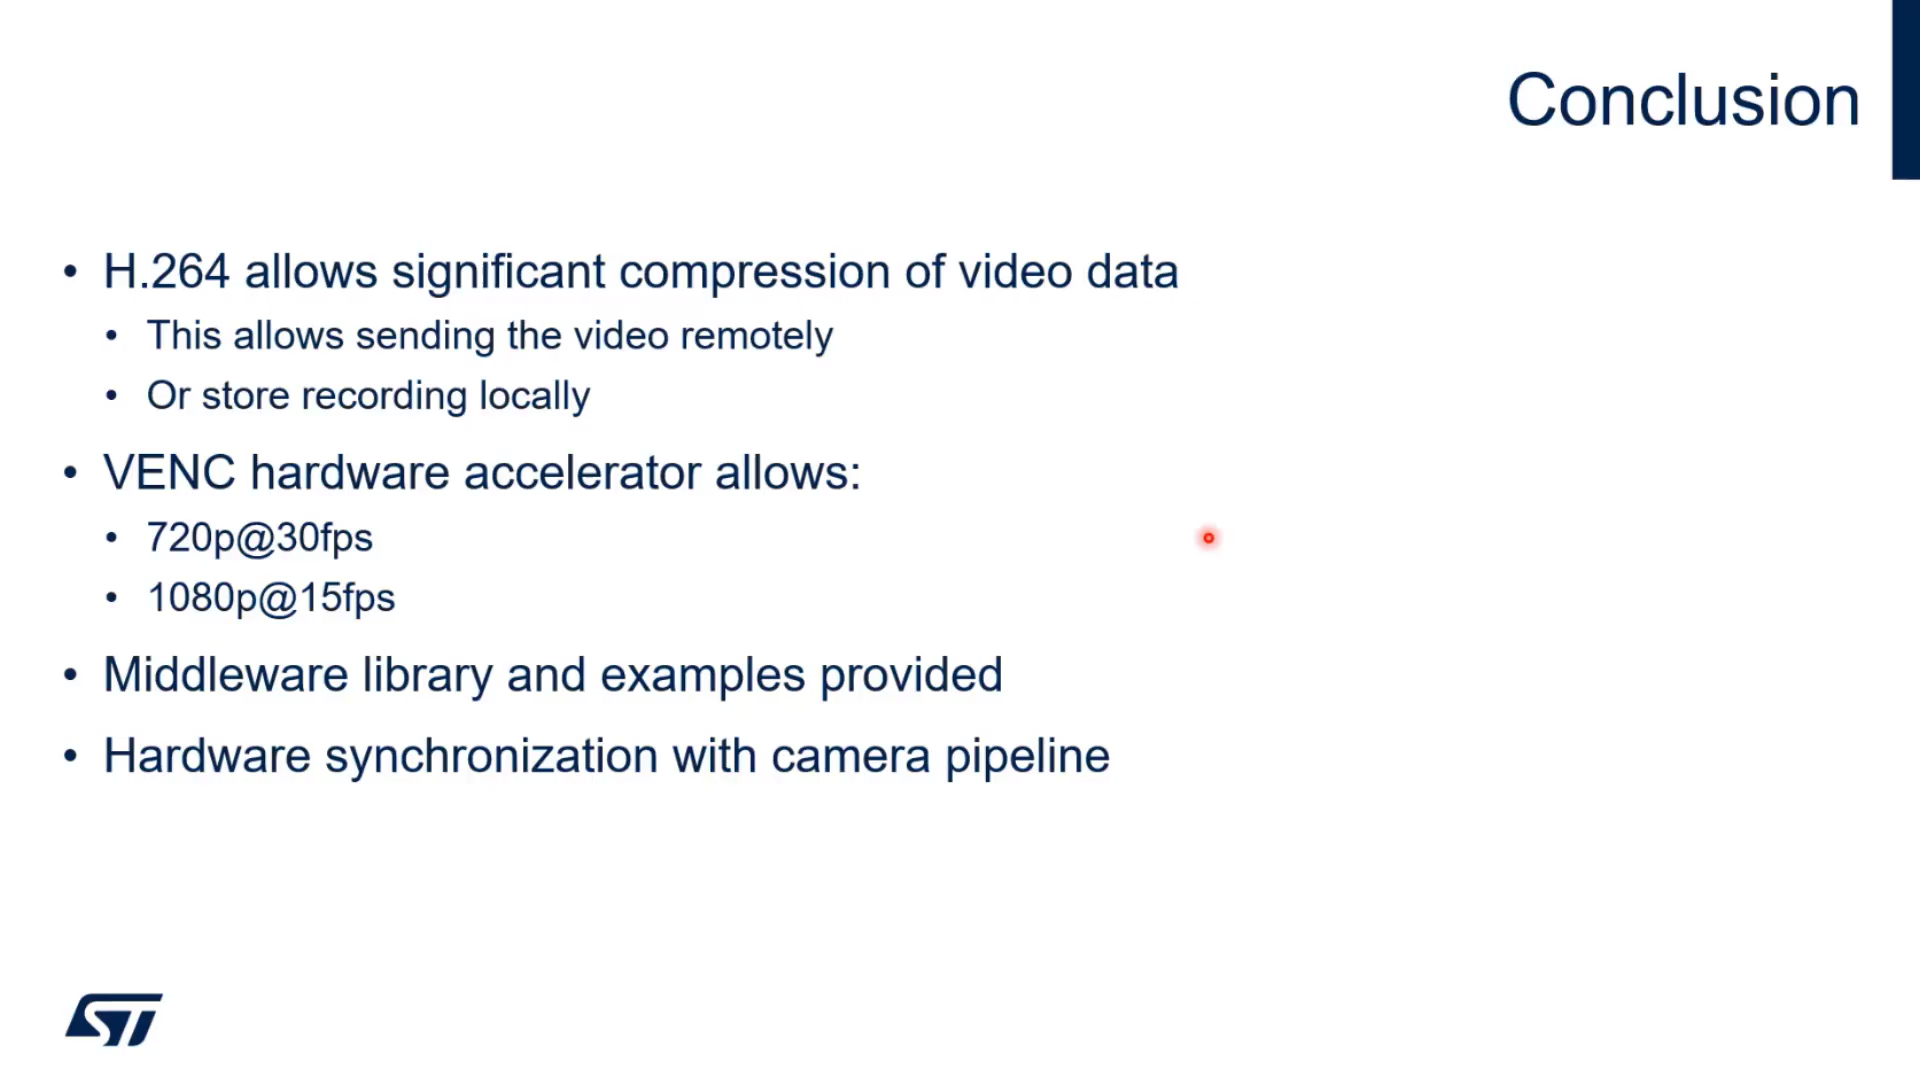 Conclusion
• H.264 allows significant compression of video data
• This allows sending the video remotely
• Or store recording locally
• VENC hardware accelerator allows:
• 720p@30fps
• 1080p@15fps
• Middleware library and examples provided
• Hardware synchronization with camera pipeline
ST